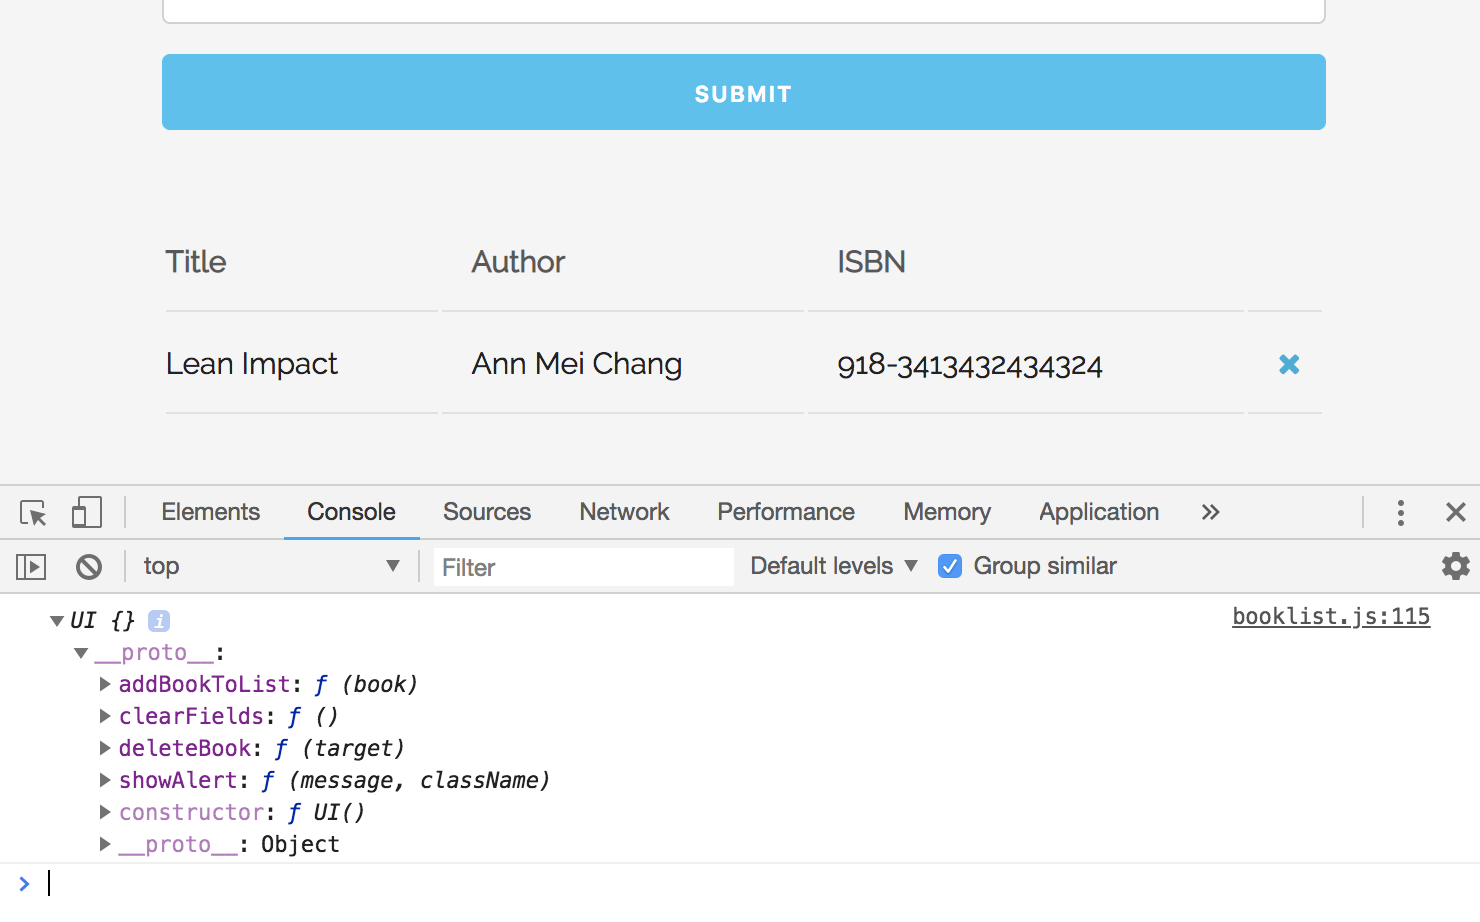 SUBMIT
Title Author ISBN
Lean Impact Ann Mei Chang 918-3413432434324
Elements Console Sources Network Performance Memory Application »
top Filter Default levels Group similar
UI {} i booklist.js:115
__proto__:
addBookToList: ƒ (book)
clearFields: ƒ ()
deleteBook: ƒ (target)
showAlert: ƒ (message, className)
constructor: ƒ UI()
__proto__: Object
>